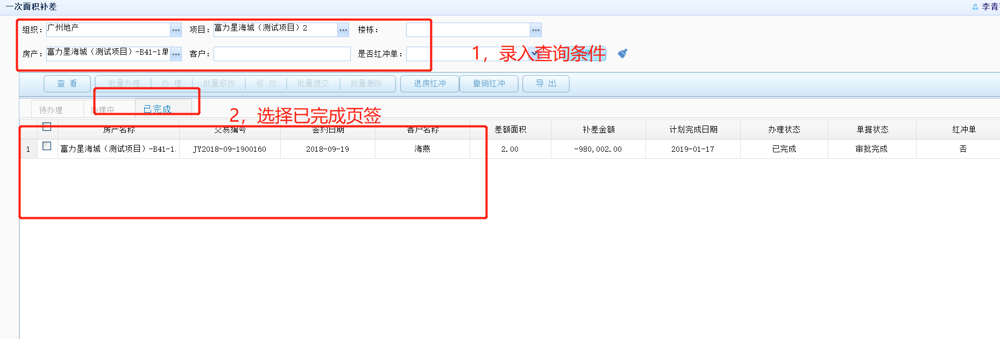 一次面积补差
李青
组织： 广州地产 ... 项目： 富力星海城（测试项目）2 ... 楼栋： ...
房产： 富力星海城（测试项目）-B41-1单 ... 客户： 是否红冲单：
1，录入查询条件
查 看 批量办理 办 理 批量修改 修 改 批量提交 批量删除 退房红冲 撤销红冲 导 出
待办理 办理中 已完成
2，选择已完成页签
房产名称 交易编号 签约日期 客户名称 差额面积 补差金额 计划完成日期 办理状态 单据状态 红冲单
1 富力星海城（测试项目）-B41-1. JY2018-09-1900160 2018-09-19 海燕 2.00 -980,002.00 2019-01-17 已完成 审批完成 否